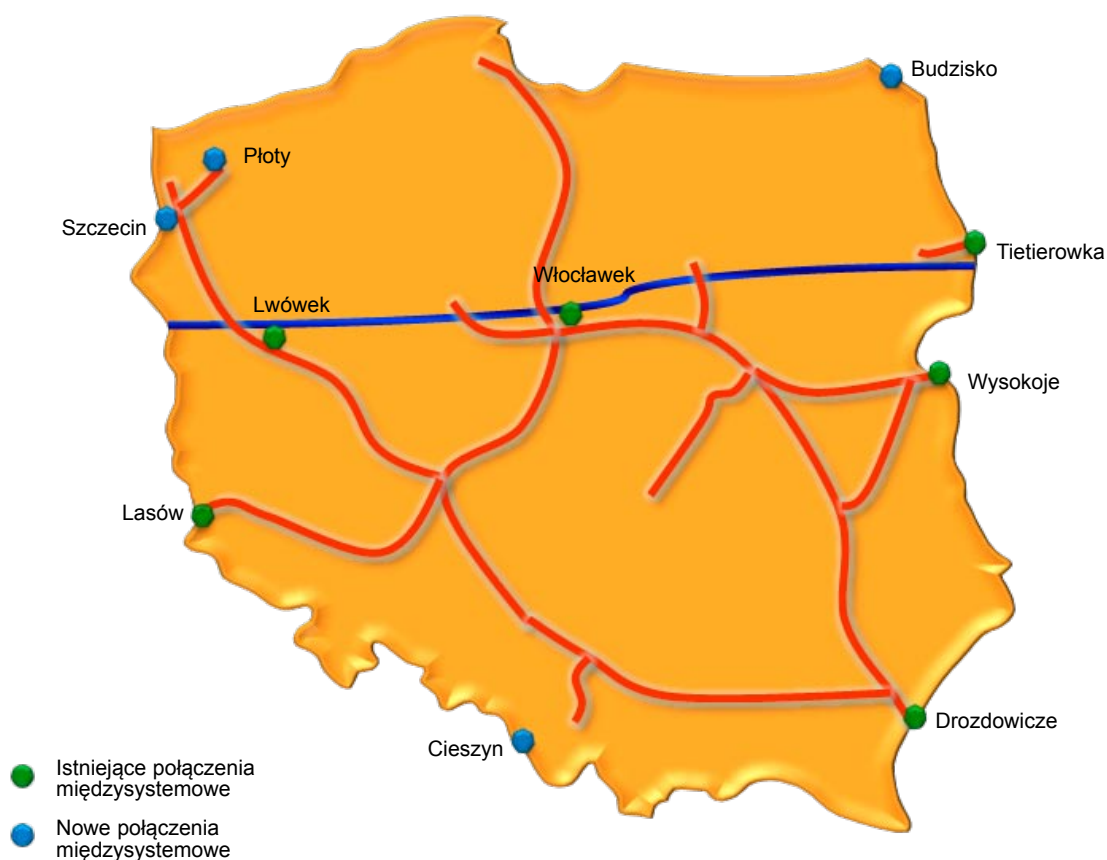 Budzisko
Płoty
Szczecin
Tietierowka
Włocławek
Lwówek
Wysokoje
Lasów
Drozdowicze
Cieszyn
Istniejące połączenia
międzysystemowe
Nowe połączenia
międzysystemowe